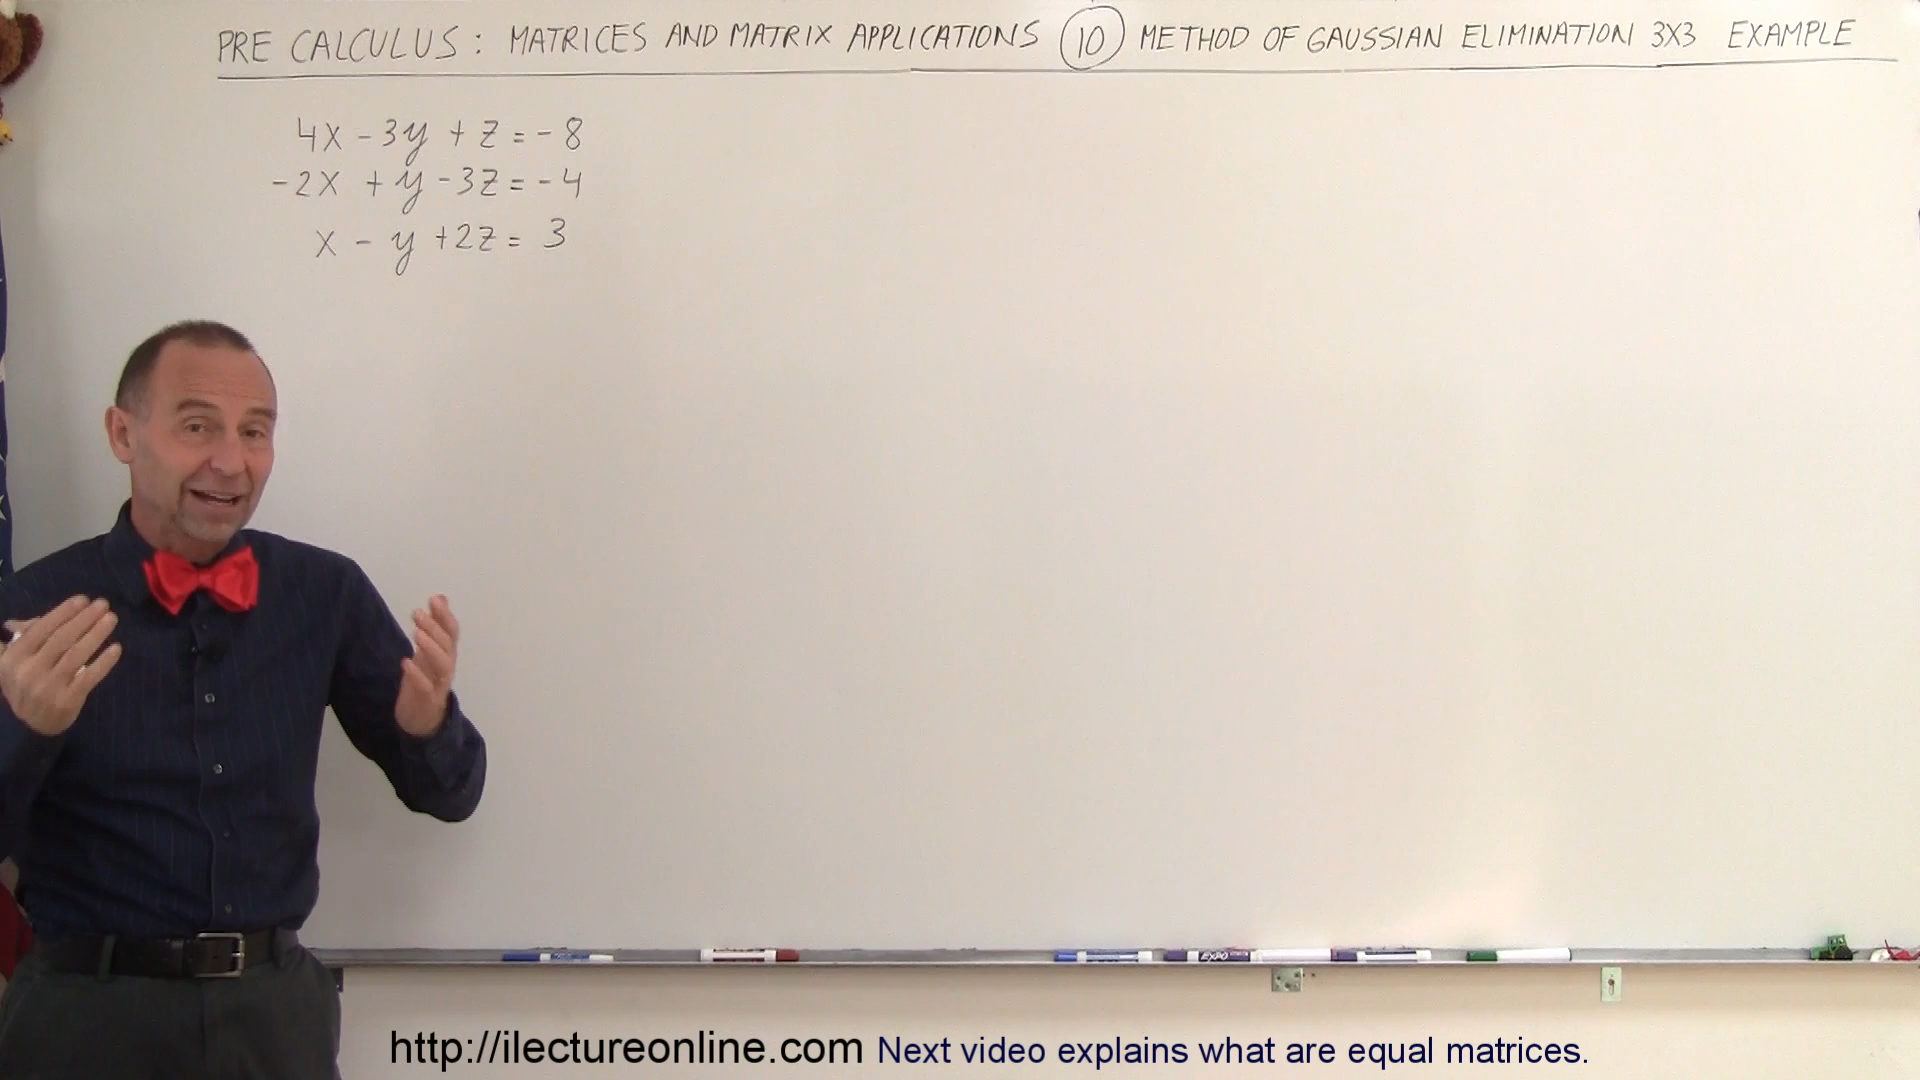 PRE CALCULUS: MATRICES AND MATRIX APPLICATIONS 10 METHOD OF GAUSSIAN ELIMINATION 3X3 EXAMPLE
4x - 3y + z = - 8
- 2x + y - 3z = - 4
x - y + 2z = 3
EXPO
http://ilectureonline.com Next video explains what are equal matrices.